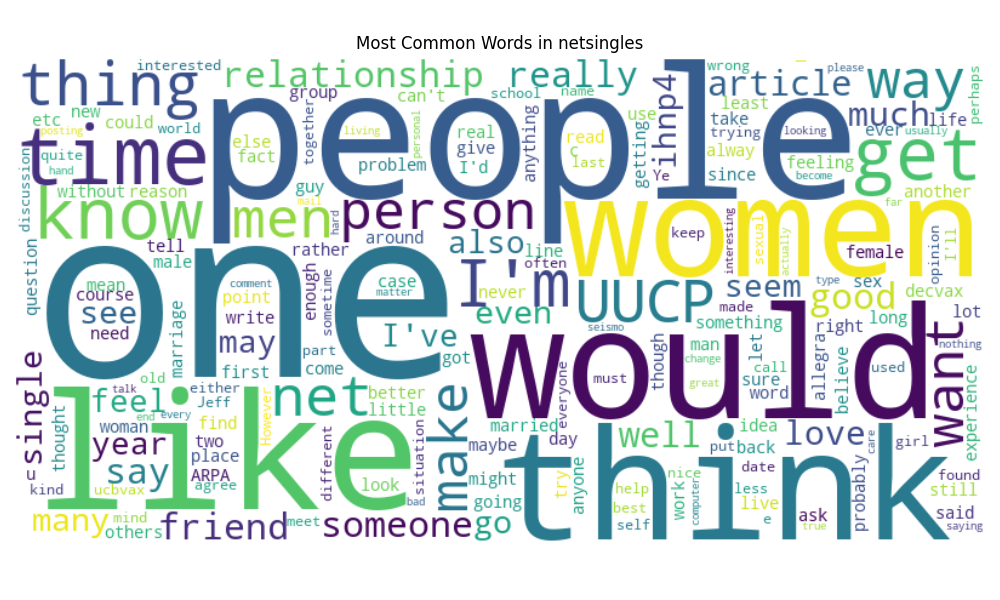 Most Common Words in netsingles
interested
relationship
really
wrong
please
thing
people
article
way
perhaps
group
can't
school
name
ihnp4
etc
new
could
world
together
personal
living
real
give
I'd
anything
read
c
last
getting
use
least
take
trying
much
life
posting
time
else
fact
problem
Ye
alway
since
looking
ever
usually
get
quite
hand
feeling
become
discussion
without
reason
guy
mail
another
far
know
men
hard
person
women
tell
male
rather
around
also
line
often
keep
interesting
sexual
actually
female
opinion
I'll
question
one
mean
course
see
need
marriage
comment
point
write
enough
sometime
case
matter
I'm
never
even
UUCP
seem
type
sex
good
decvax
may
I've
seismo
made
something
right
long
lot
first
part
come
got
would
though
man
change
let
call
allegra
believe
used
nothing
want
single
like
feel
old
talk
end
every
either
Jeff
However
net
better
little
make
everyone
must
great
sure
word
experience
thought
woman
year
find
married
day
well
idea
love
care
girl
u
say
two
place
ARPA
agree
different
look
situation
bad
maybe
might
going
try
anyone
put
back
probably
kind
ucbvax
think
help
best
self
work
nice
computer
date
less
live
e
found
still
many
mind
others
friend
meet
someone
go
ask
true
said
saying